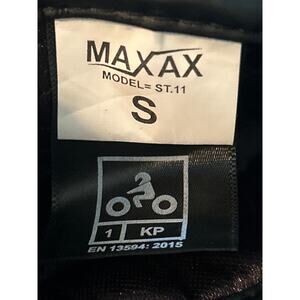 MAXAX
MODEL= ST.11
S
1 KP
EN 13594: 2015